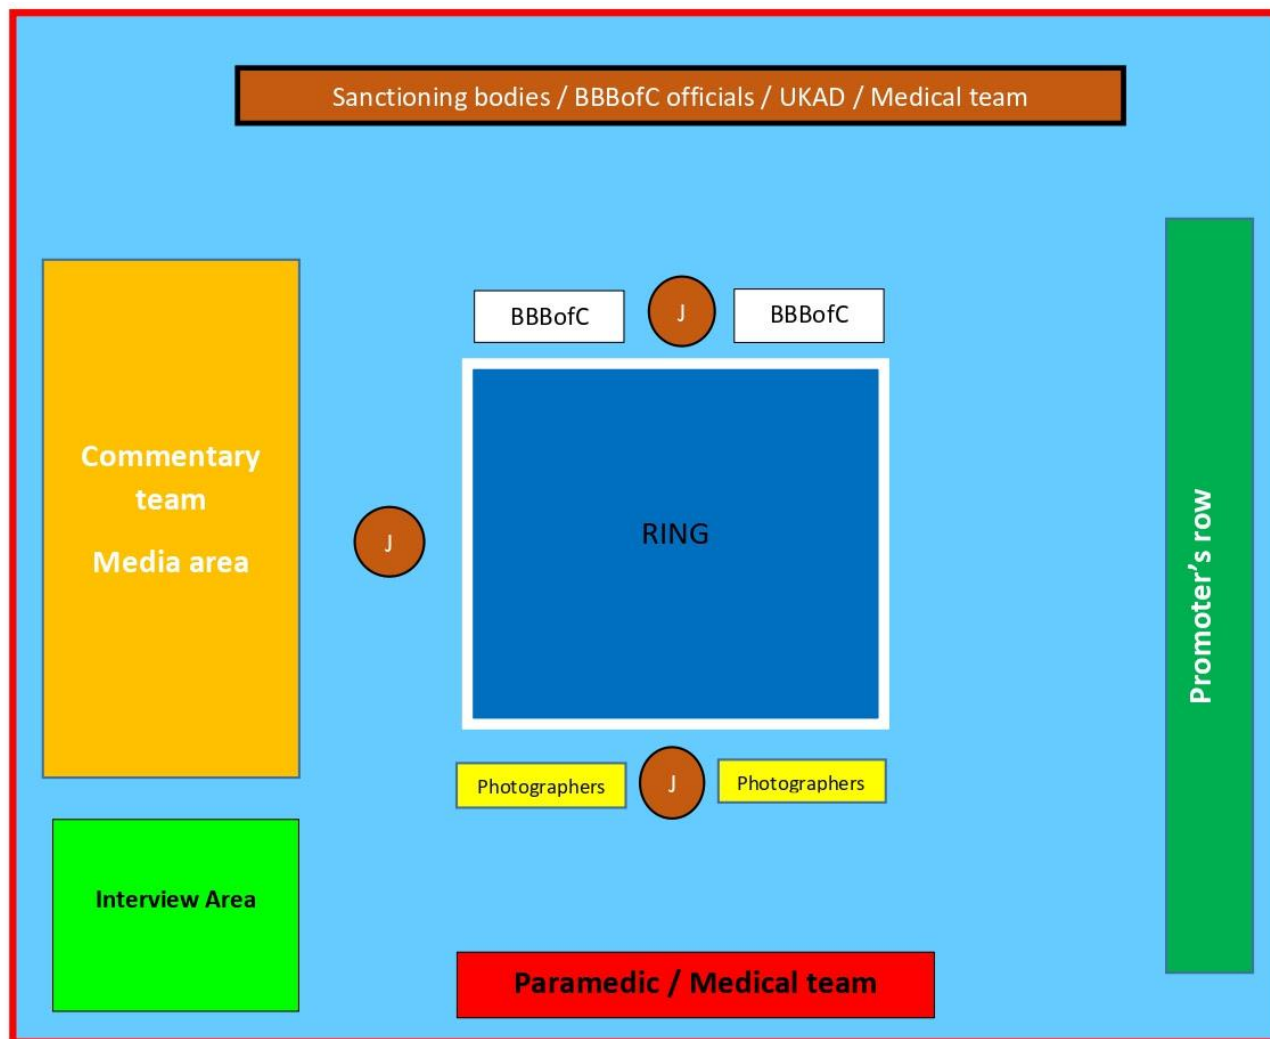 Sanctioning bodies / BBBofC officials / UKAD / Medical team
BBBofC
J
BBBofC
Commentary
team
Media area
J
RING
Promoter’s row
Photographers
J
Photographers
Interview Area
Paramedic / Medical team